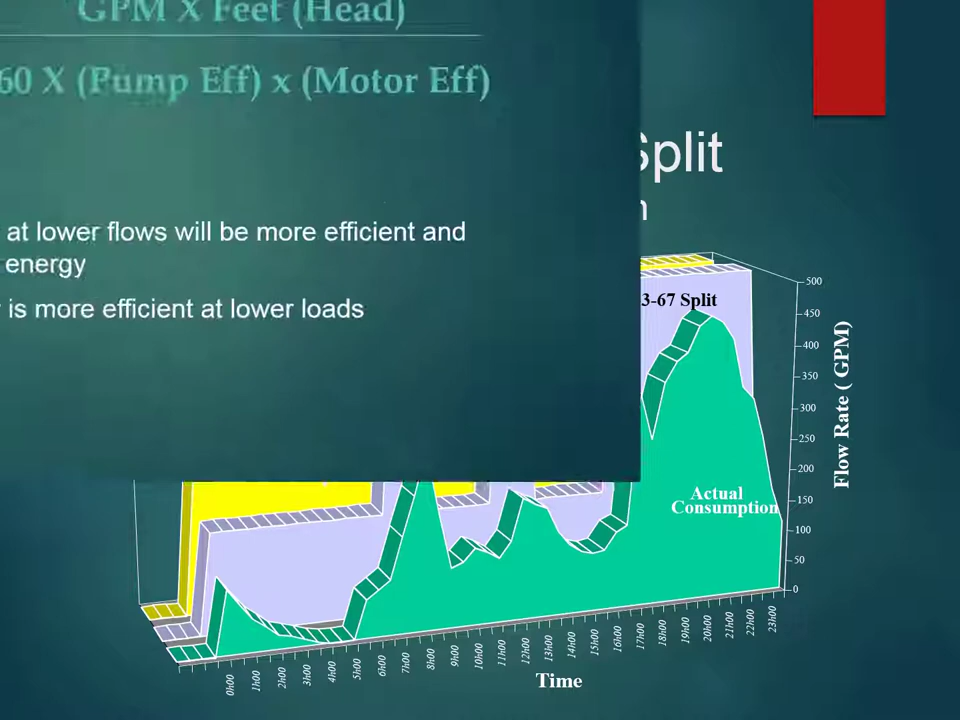 GPM X Feet (Head)
60 X (Pump Eff) x (Motor Eff)
Split
at lower flows will be more efficient and
energy
is more efficient at lower loads
3-67 Split
Actual
Consumption
500
450
400
350
300
250
200
150
100
50
0
Flow Rate ( GPM)
0h00
1h00
2h00
3h00
4h00
5h00
6h00
7h00
8h00
9h00
10h00
11h00
12h00
13h00
14h00
15h00
16h00
17h00
18h00
19h00
20h00
21h00
22h00
23h00
Time